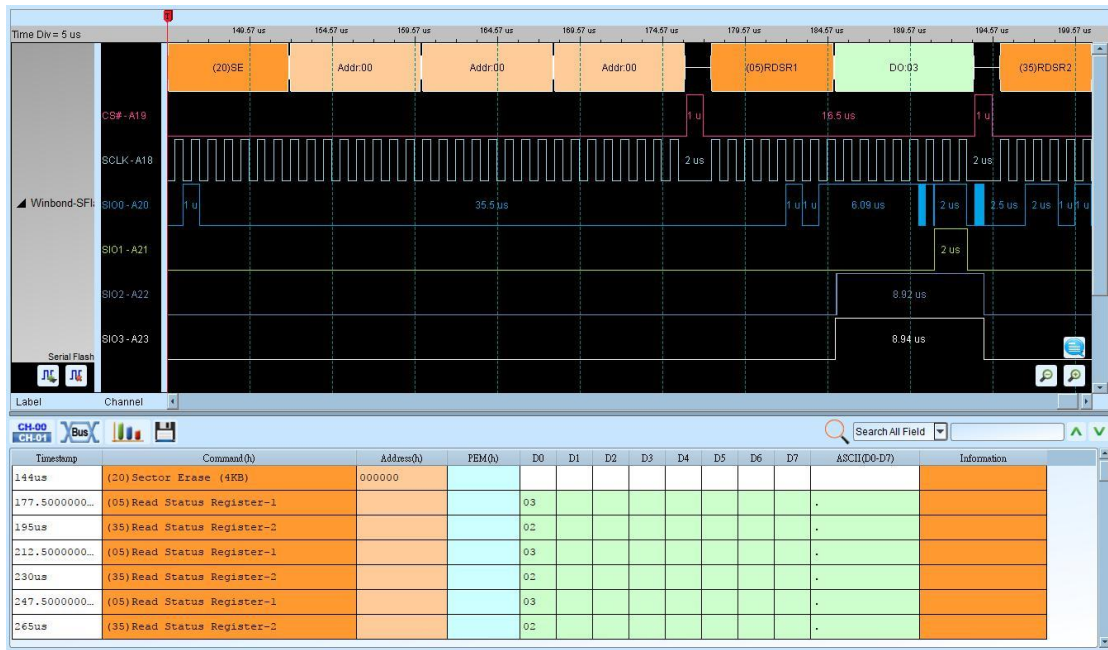 Time Div = 5 us 149.57 us 154.57 us 159.57 us 164.57 us 169.57 us 174.57 us 179.57 us 184.57 us 189.57 us 194.57 us 199.57 us
(20)SE Addr:00 Addr:00 Addr:00 (05)RDSR1 DO:03 (35)RDSR2
CS# - A19 1 u 16.5 us 1 u
SCLK - A18 2 us 2 us
Winbond-SFl SIO0 - A20 1 u 35.5 us 1 u 1 u 6.09 us 2 us 2.5 us 2 us 1 u 1 u
SIO1 - A21 2 us
SIO2 - A22 8.92 us
SIO3 - A23 8.94 us
Serial Flash
Label Channel
CH-00
CH-01 Bus Search All Field
Timestamp Command(h) Address(h) PEM(h) D0 D1 D2 D3 D4 D5 D6 D7 ASCII(D0-D7) Information
144us (20)Sector Erase (4KB) 000000
177.5000000... (05)Read Status Register-1 03 .
195us (35)Read Status Register-2 02 .
212.5000000... (05)Read Status Register-1 03 .
230us (35)Read Status Register-2 02 .
247.5000000... (05)Read Status Register-1 03 .
265us (35)Read Status Register-2 02 .